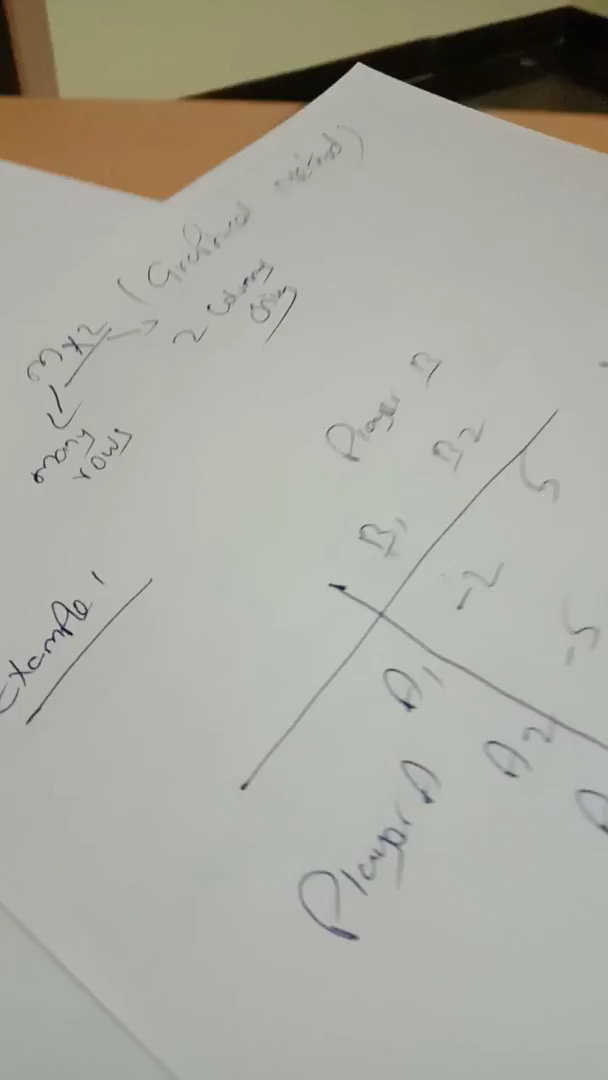 m x 2 (Graphical method)
2 columns only
many rows
Example 1
Player B
B1 B2
A1 -2 5
A2 -5
Player A